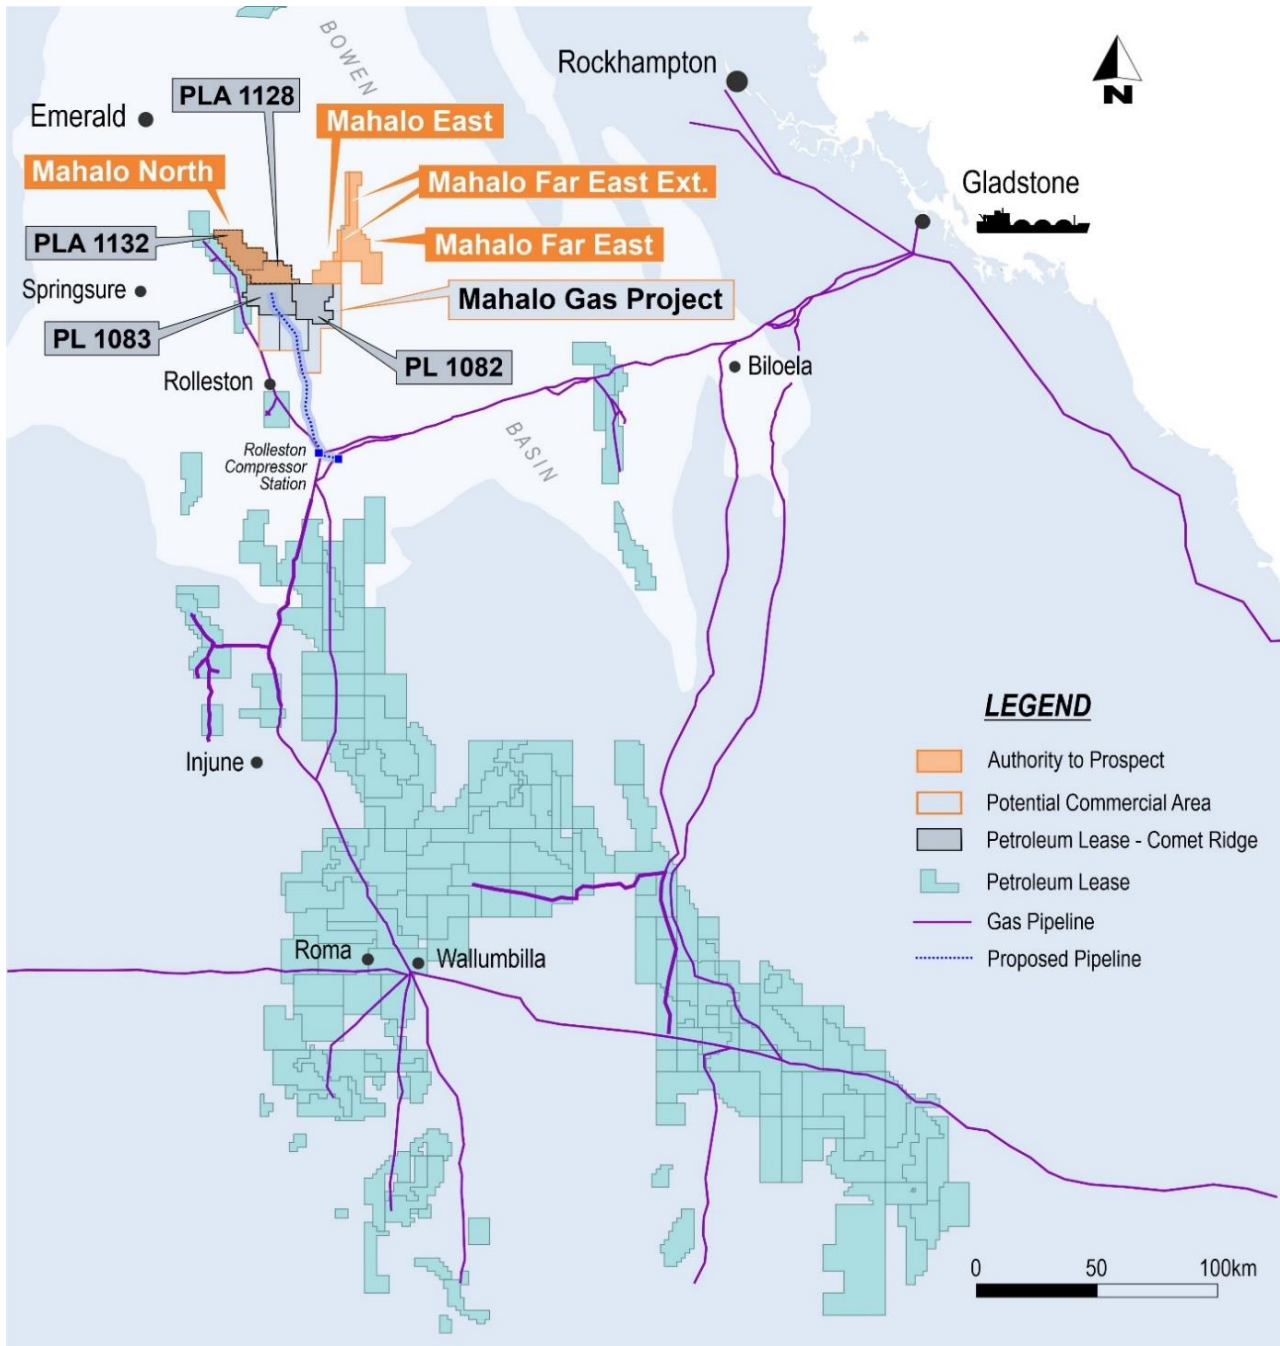 BOWEN
Rockhampton
PLA 1128
Emerald
Mahalo East
N
Mahalo North
Mahalo Far East Ext.
Gladstone
PLA 1132
Mahalo Far East
Springsure
Mahalo Gas Project
PL 1083
PL 1082
Rolleston
Biloela
BASIN
Rolleston
Compressor
Station
LEGEND
Injune
Authority to Prospect
Potential Commercial Area
Petroleum Lease - Comet Ridge
Petroleum Lease
Gas Pipeline
Roma
Wallumbilla
Proposed Pipeline
0 50 100km